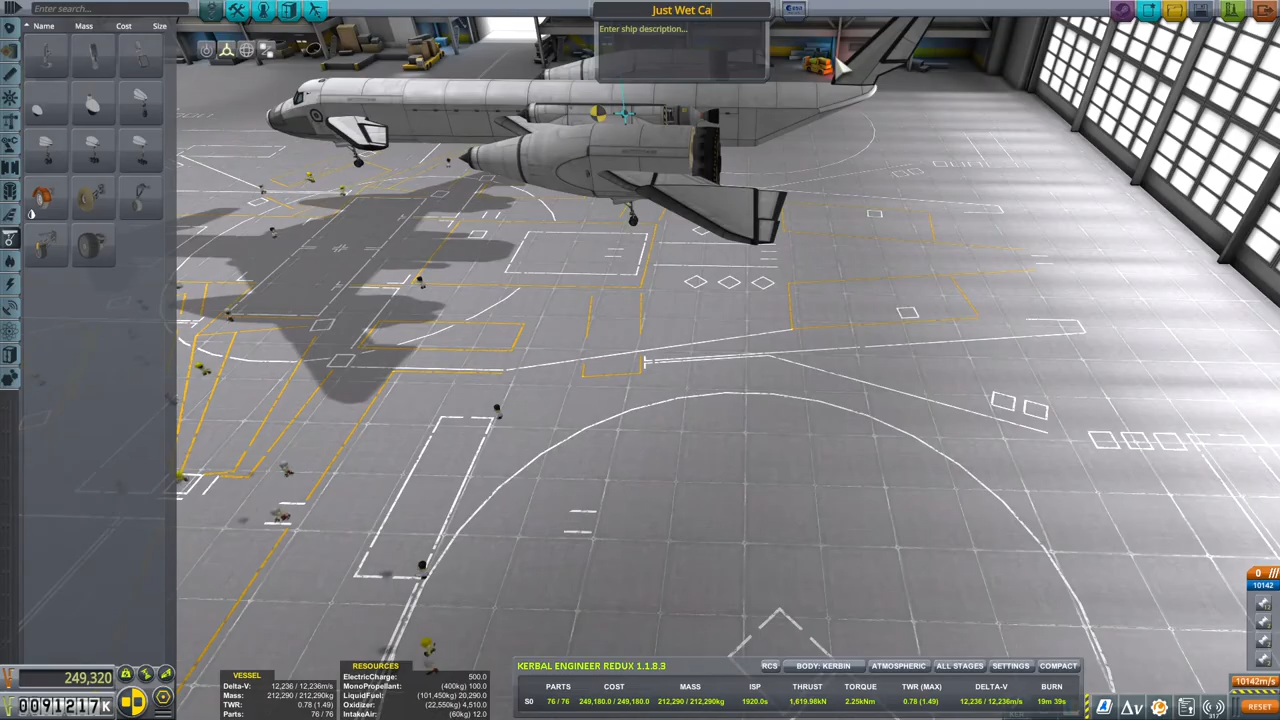 Enter search...
Name Mass Cost Size
Just Wet Ca
Enter ship description...
esa
0
10142
10142m/s
RESET
249,320
0091217K
VESSEL
Delta-V: 12,236 / 12,236m/s
Mass: 212,290 / 212,290kg
TWR: 0.78 (1.49)
Parts: 76 / 76
RESOURCES
ElectricCharge: 500.0
MonoPropellant: (400kg) 100.0
LiquidFuel: (101,450kg) 20,290.0
Oxidizer: (22,550kg) 4,510.0
IntakeAir: (60kg) 12.0
KERBAL ENGINEER REDUX 1.1.8.3
RCS BODY: KERBIN ATMOSPHERIC ALL STAGES SETTINGS COMPACT
PARTS COST MASS ISP THRUST TORQUE TWR (MAX) DELTA-V BURN
S0 76 / 76 249,180.0 / 249,180.0 212,290 / 212,290kg 1920.0s 1,619.98kN 2.25kNm 0.78 (1.49) 12,236 / 12,236m/s 19m 39s
KER
Δv